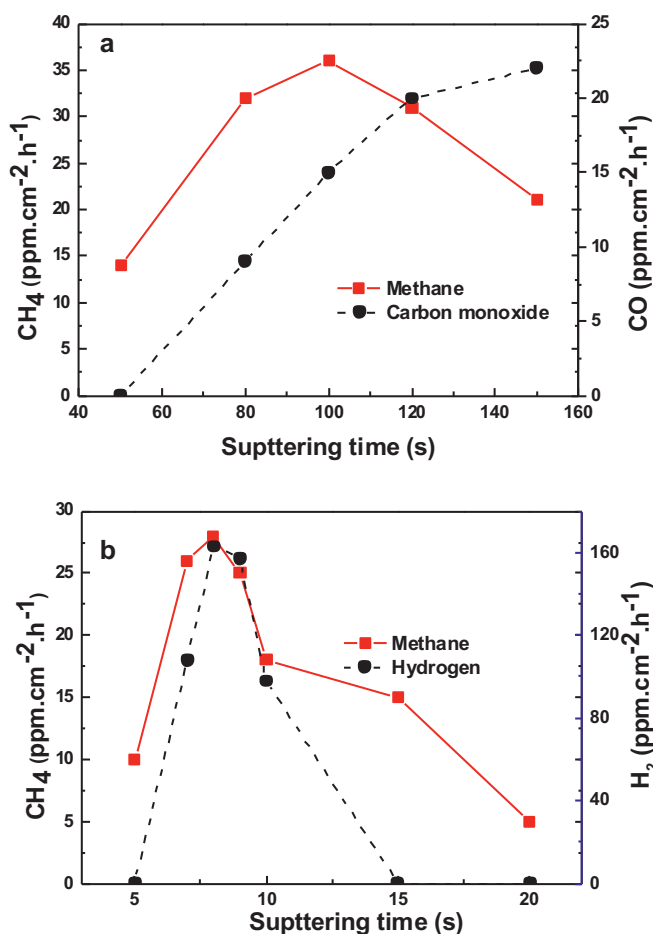 a
40
35
30
25
20
15
10
5
0
CH4 (ppm.cm-2.h-1)
25
20
15
10
5
0
CO (ppm.cm-2.h-1)
Methane
Carbon monoxide
40 60 80 100 120 140 160
Supttering time (s)
b
30
25
20
15
10
5
0
CH4 (ppm.cm-2.h-1)
160
120
80
40
0
H2 (ppm.cm-2.h-1)
Methane
Hydrogen
5 10 15 20
Supttering time (s)